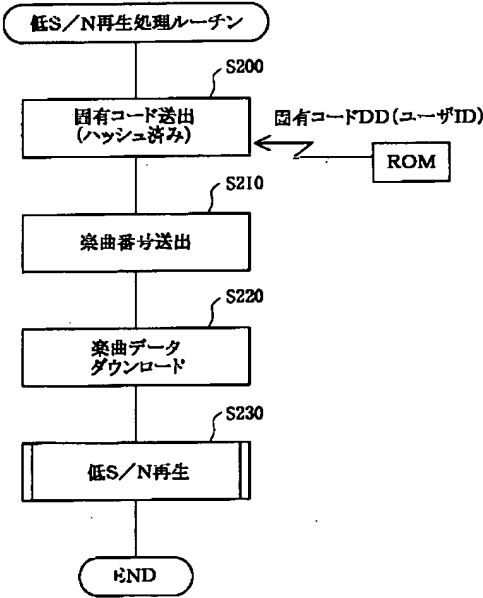 低S／N再生処理ルーチン
S200
固有コード送出
(ハッシュ済み)
固有コードDD(ユーザID)
ROM
S210
楽曲番号送出
S220
楽曲データ
ダウンロード
S230
低S／N再生
END